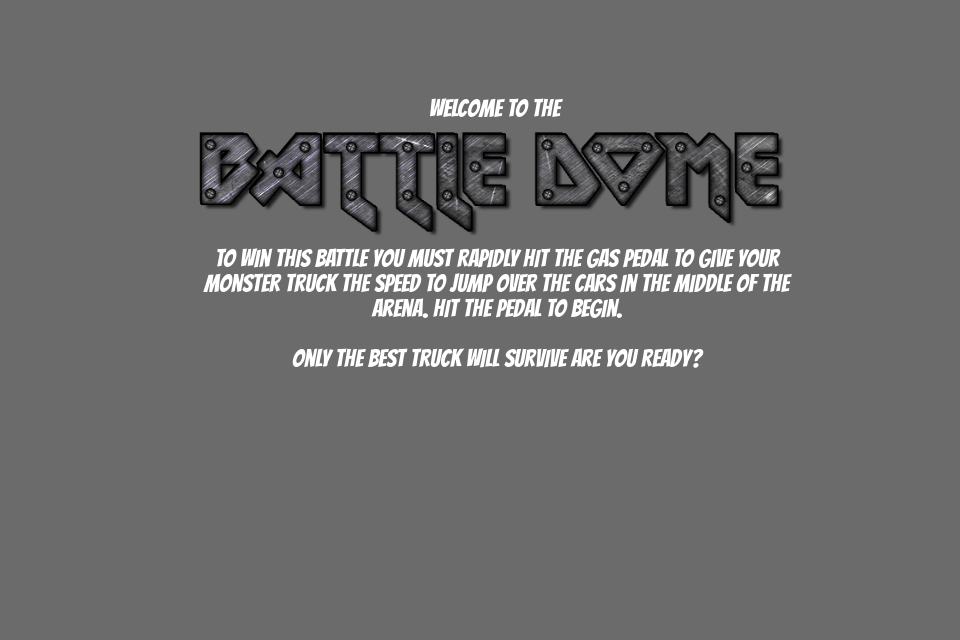 WELCOME TO THE
BATTLE DOME
TO WIN THIS BATTLE YOU MUST RAPIDLY HIT THE GAS PEDAL TO GIVE YOUR
MONSTER TRUCK THE SPEED TO JUMP OVER THE CARS IN THE MIDDLE OF THE
ARENA. HIT THE PEDAL TO BEGIN.
ONLY THE BEST TRUCK WILL SURVIVE ARE YOU READY?